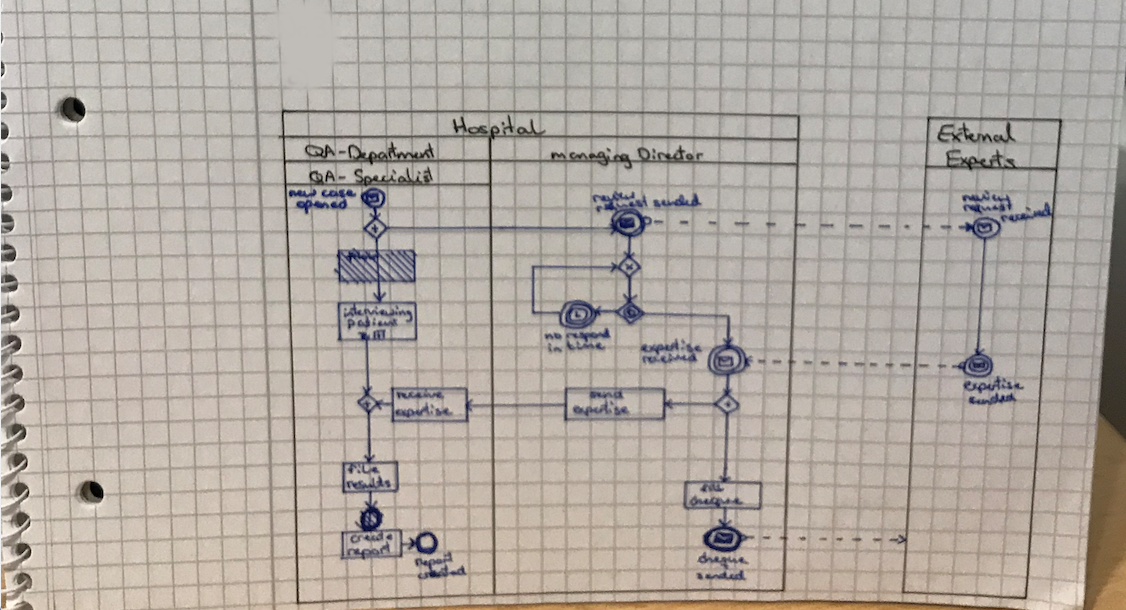 Hospital
QA-Department
managing Director
QA-Specialist
External
Experts
new case
opened
review
request sended
review
request
received
interviewing
patient
no respond
in time
expertise
received
expertise
sended
receive
expertise
send
expertise
file
results
fill
cheque
create
report
Report
created
cheque
sended